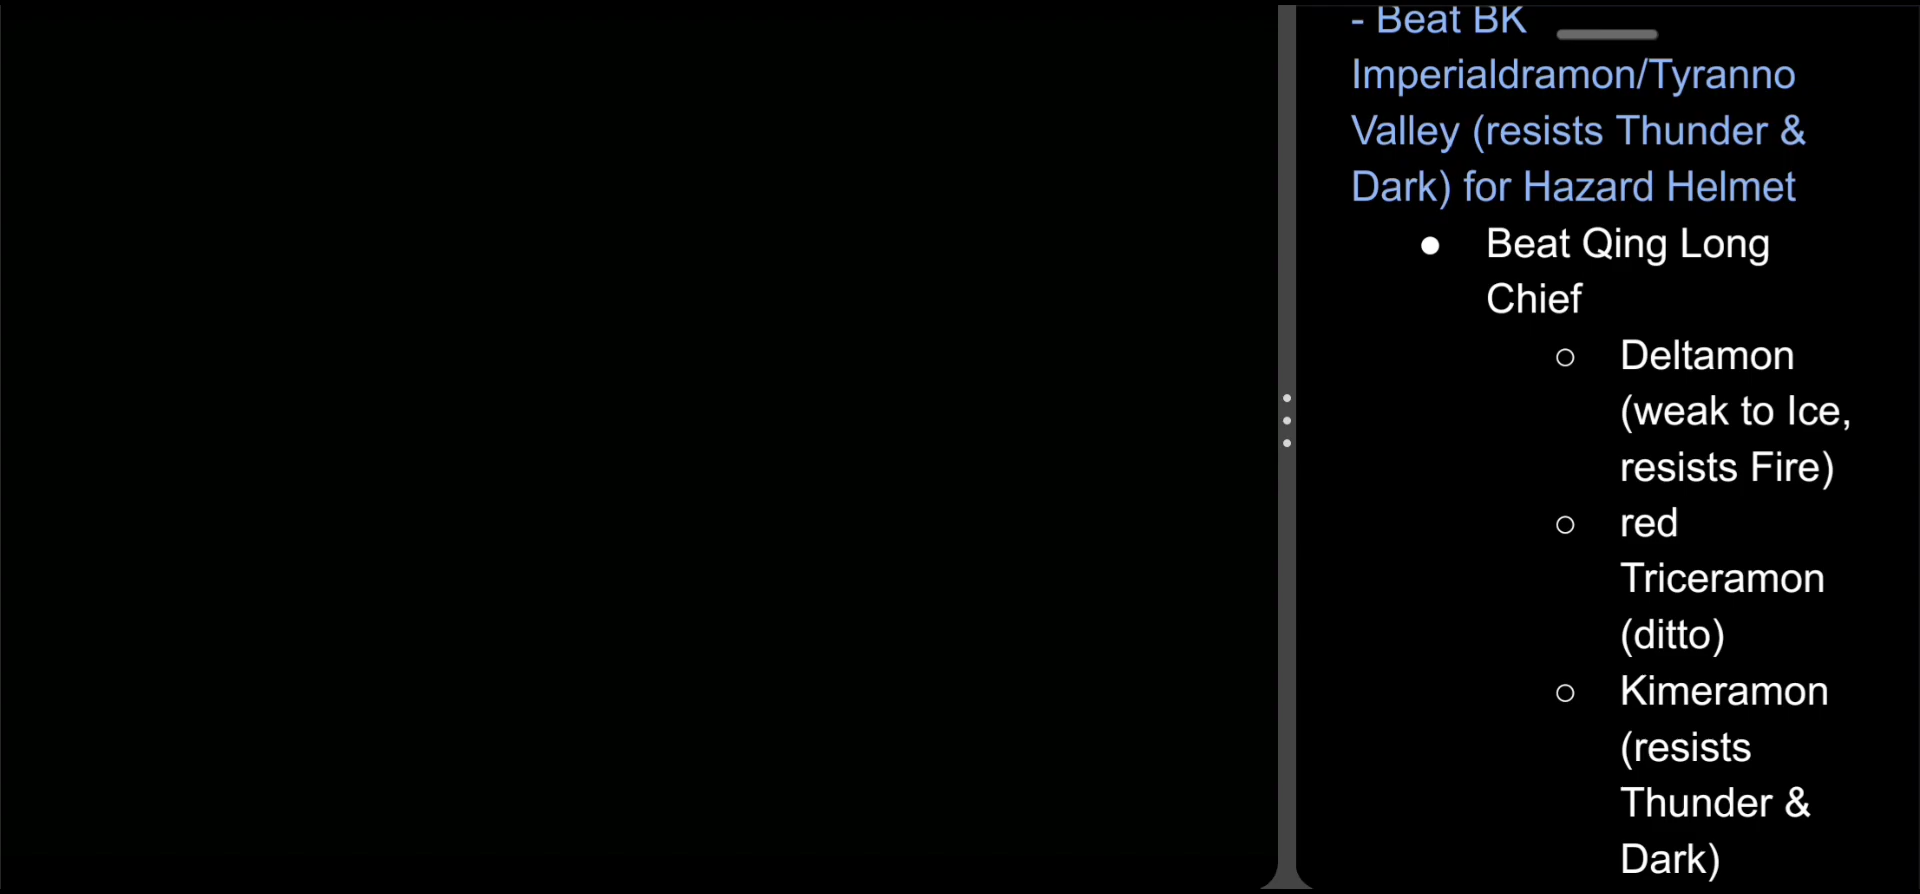 - Beat BK
Imperialdramon/Tyranno
Valley (resists Thunder &
Dark) for Hazard Helmet
● Beat Qing Long
Chief
○ Deltamon
(weak to Ice,
resists Fire)
○ red
Triceramon
(ditto)
○ Kimeramon
(resists
Thunder &
Dark)